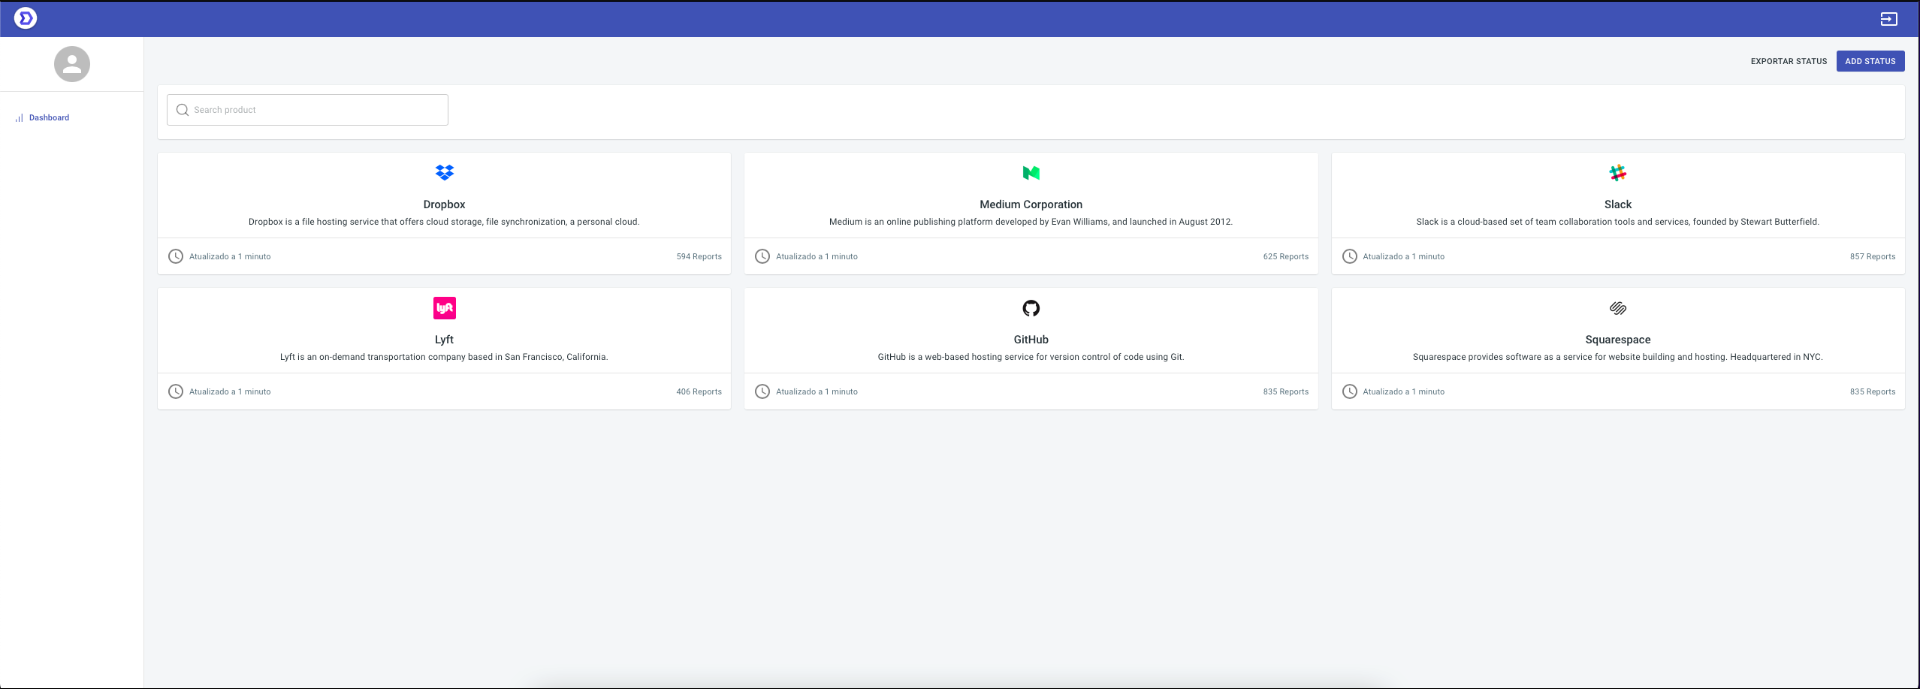 EXPORTAR STATUS
ADD STATUS
Dashboard
Search product
Dropbox
Dropbox is a file hosting service that offers cloud storage, file synchronization, a personal cloud.
Atualizado a 1 minuto
594 Reports
Medium Corporation
Medium is an online publishing platform developed by Evan Williams, and launched in August 2012.
Atualizado a 1 minuto
625 Reports
Slack
Slack is a cloud-based set of team collaboration tools and services, founded by Stewart Butterfield.
Atualizado a 1 minuto
857 Reports
lyft
Lyft
Lyft is an on-demand transportation company based in San Francisco, California.
Atualizado a 1 minuto
406 Reports
GitHub
GitHub is a web-based hosting service for version control of code using Git.
Atualizado a 1 minuto
835 Reports
Squarespace
Squarespace provides software as a service for website building and hosting. Headquartered in NYC.
Atualizado a 1 minuto
835 Reports